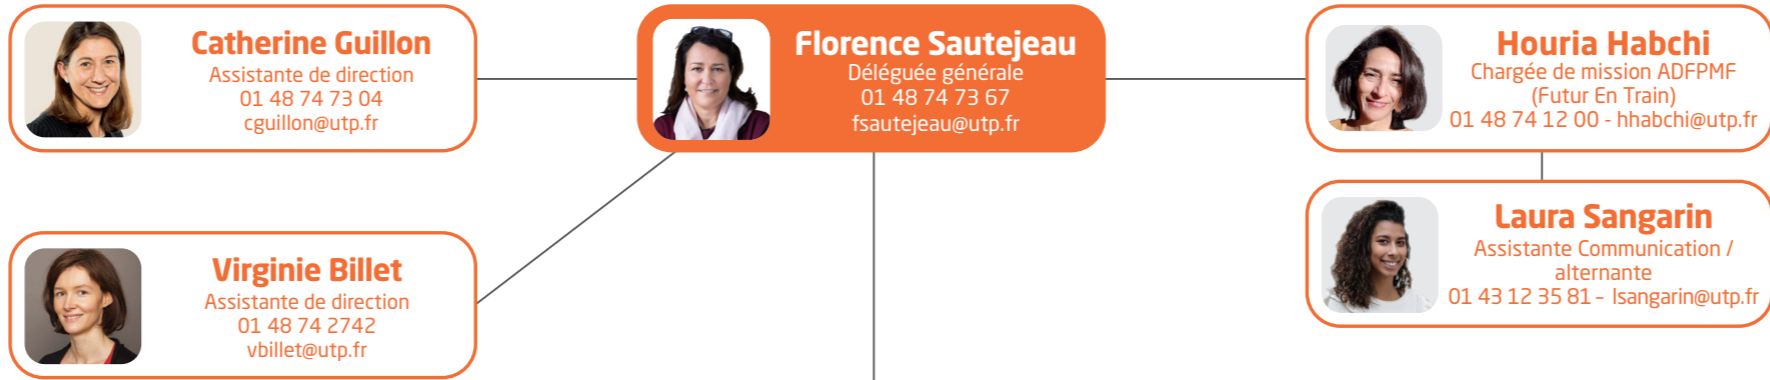 Catherine Guillon
Assistante de direction
01 48 74 73 04
cguillon@utp.fr
Florence Sautejeau
Déléguée générale
01 48 74 73 67
fsautejeau@utp.fr
Houria Habchi
Chargée de mission ADFPMF
(Futur En Train)
01 48 74 12 00 - hhabchi@utp.fr
Virginie Billet
Assistante de direction
01 48 74 2742
vbillet@utp.fr
Laura Sangarin
Assistante Communication /
alternante
01 43 12 35 81 – lsangarin@utp.fr